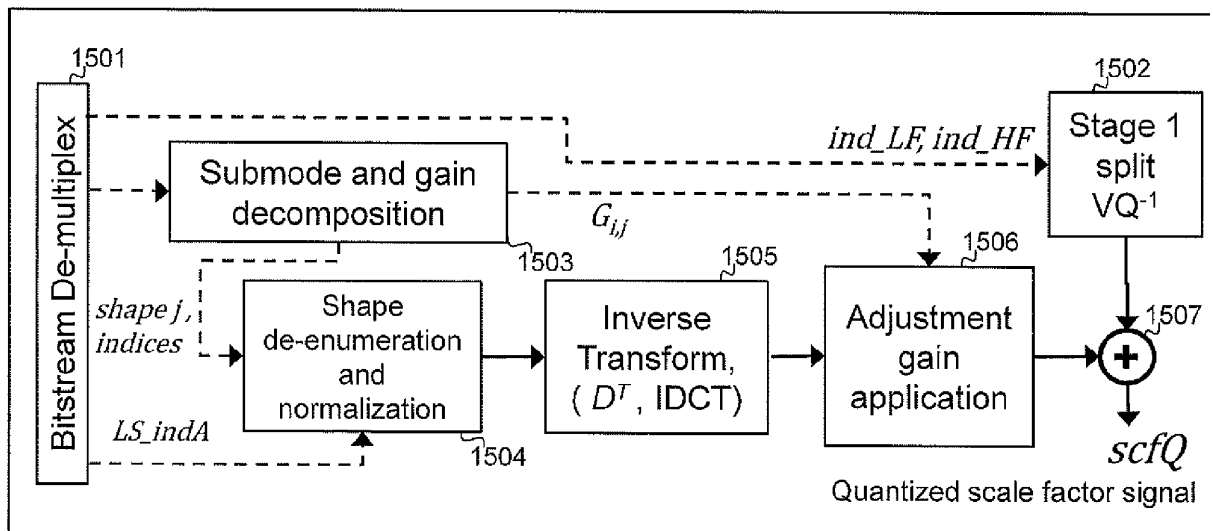 1501
Bitstream De-multiplex
1502
Stage 1
split
VQ⁻¹
ind_LF, ind_HF
Submode and gain
decomposition
1503
G_{i,j}
shape j,
indices
LS_indA
Shape
de-enumeration
and
normalization
1504
1505
Inverse
Transform,
( Dᵀ , IDCT)
1506
Adjustment
gain
application
1507
+
scfQ
Quantized scale factor signal